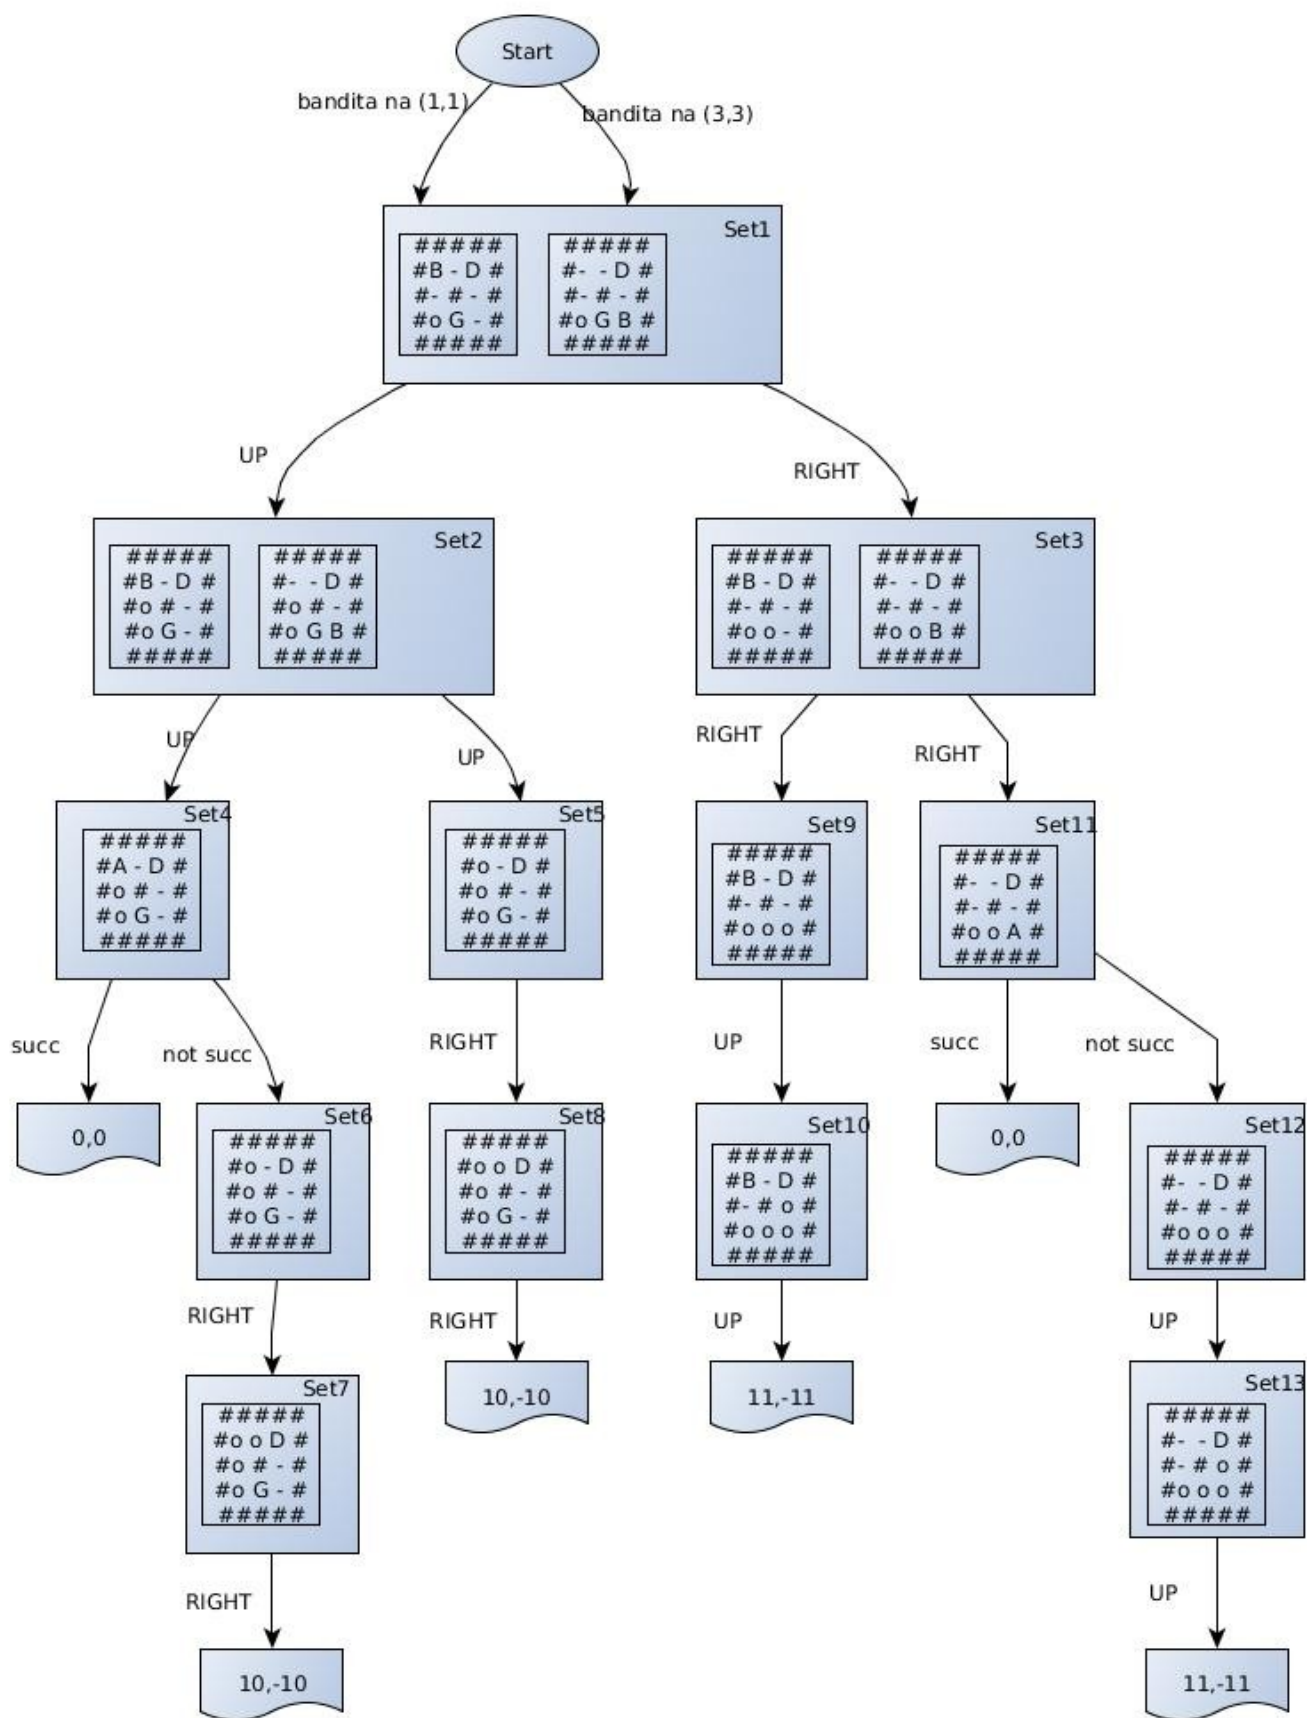 Start
bandita na (1,1)
bandita na (3,3)
Set1
#####
#B - D #
#- # - #
#o G - #
#####
#####
#- - D #
#- # - #
#o G B #
#####
UP
RIGHT
Set2
#####
#B - D #
#o # - #
#o G - #
#####
#####
#- - D #
#o # - #
#o G B #
#####
Set3
#####
#B - D #
#- # - #
#o o - #
#####
#####
#- - D #
#- # - #
#o o B #
#####
UP
UP
RIGHT
RIGHT
Set4
#####
#A - D #
#o # - #
#o G - #
#####
Set5
#####
#o - D #
#o # - #
#o G - #
#####
Set9
#####
#B - D #
#- # - #
#o o o #
#####
Set11
#####
#- - D #
#- # - #
#o o A #
#####
succ
not succ
RIGHT
UP
succ
not succ
0,0
Set6
#####
#o - D #
#o # - #
#o G - #
#####
Set8
#####
#o o D #
#o # - #
#o G - #
#####
Set10
#####
#B - D #
#- # o #
#o o o #
#####
0,0
Set12
#####
#- - D #
#- # - #
#o o o #
#####
RIGHT
RIGHT
UP
UP
Set7
#####
#o o D #
#o # - #
#o G - #
#####
10,-10
11,-11
Set13
#####
#- - D #
#- # o #
#o o o #
#####
RIGHT
UP
10,-10
11,-11